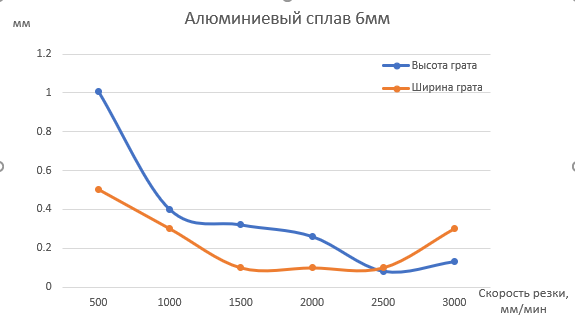 Алюминиевый сплав 6мм
мм
1.2
1
0.8
0.6
0.4
0.2
0
Высота грата
Ширина грата
500 1000 1500 2000 2500 3000
Скорость резки,
мм/мин